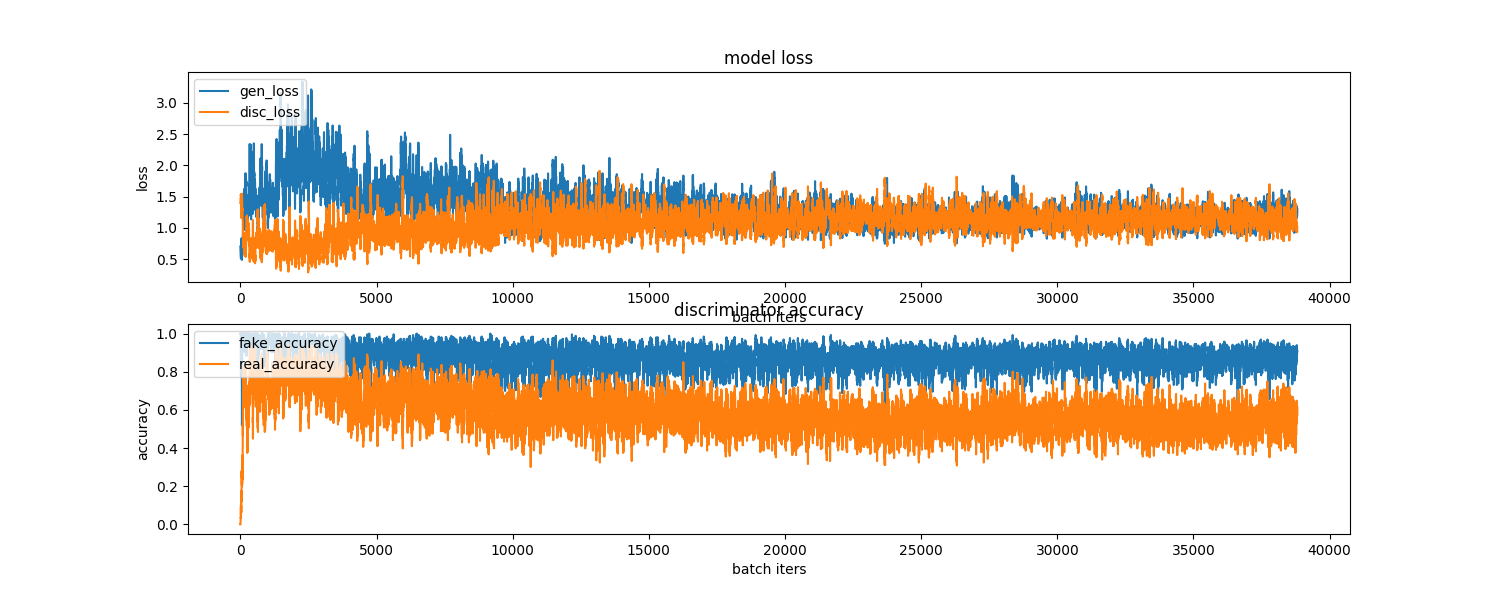 model loss
gen_loss
disc_loss
loss
3.0
2.5
2.0
1.5
1.0
0.5
0 5000 10000 15000 20000 25000 30000 35000 40000
batch iters
discriminator accuracy
fake_accuracy
real_accuracy
accuracy
1.0
0.8
0.6
0.4
0.2
0.0
0 5000 10000 15000 20000 25000 30000 35000 40000
batch iters